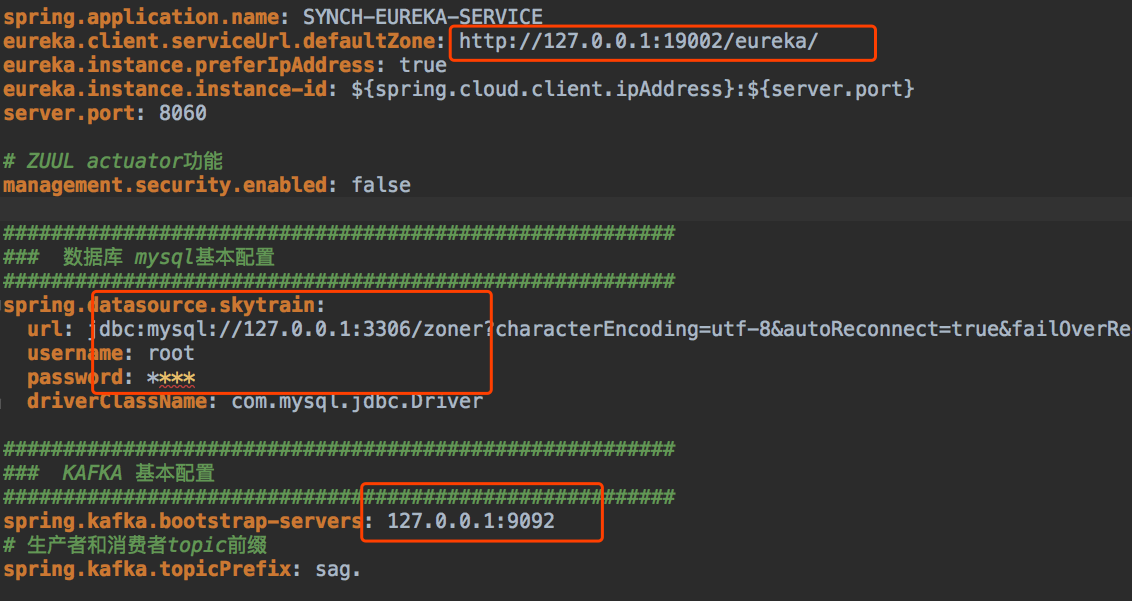 spring.application.name: SYNCH-EUREKA-SERVICE
eureka.client.serviceUrl.defaultZone: http://127.0.0.1:19002/eureka/
eureka.instance.preferIpAddress: true
eureka.instance.instance-id: ${spring.cloud.client.ipAddress}:${server.port}
server.port: 8060
# ZUUL actuator功能
management.security.enabled: false
########################################################
### 数据库 mysql基本配置
########################################################
spring.datasource.skytrain:
url: jdbc:mysql://127.0.0.1:3306/zoner?characterEncoding=utf-8&autoReconnect=true&failOverRe
username: root
password: ****
driverClassName: com.mysql.jdbc.Driver
########################################################
### KAFKA 基本配置
########################################################
spring.kafka.bootstrap-servers: 127.0.0.1:9092
# 生产者和消费者topic前缀
spring.kafka.topicPrefix: sag.